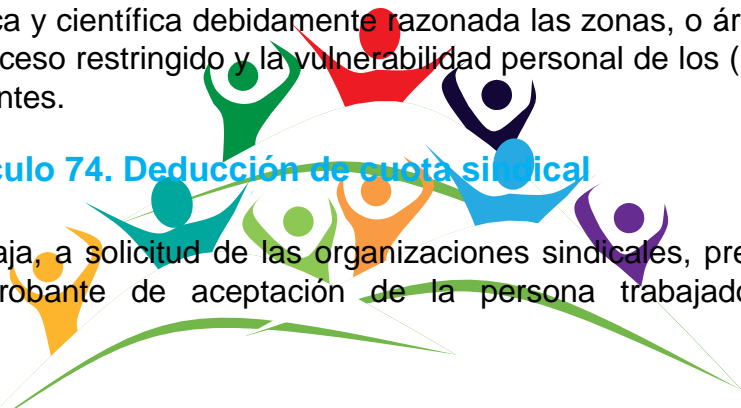 ca y científica debidamente razonada las zonas, o ár
ceso restringido y la vulnerabilidad personal de los (
ntes.
culo 74. Deducción de cuota sindical
aja, a solicitud de las organizaciones sindicales, pre
robante de aceptación de la persona trabajado